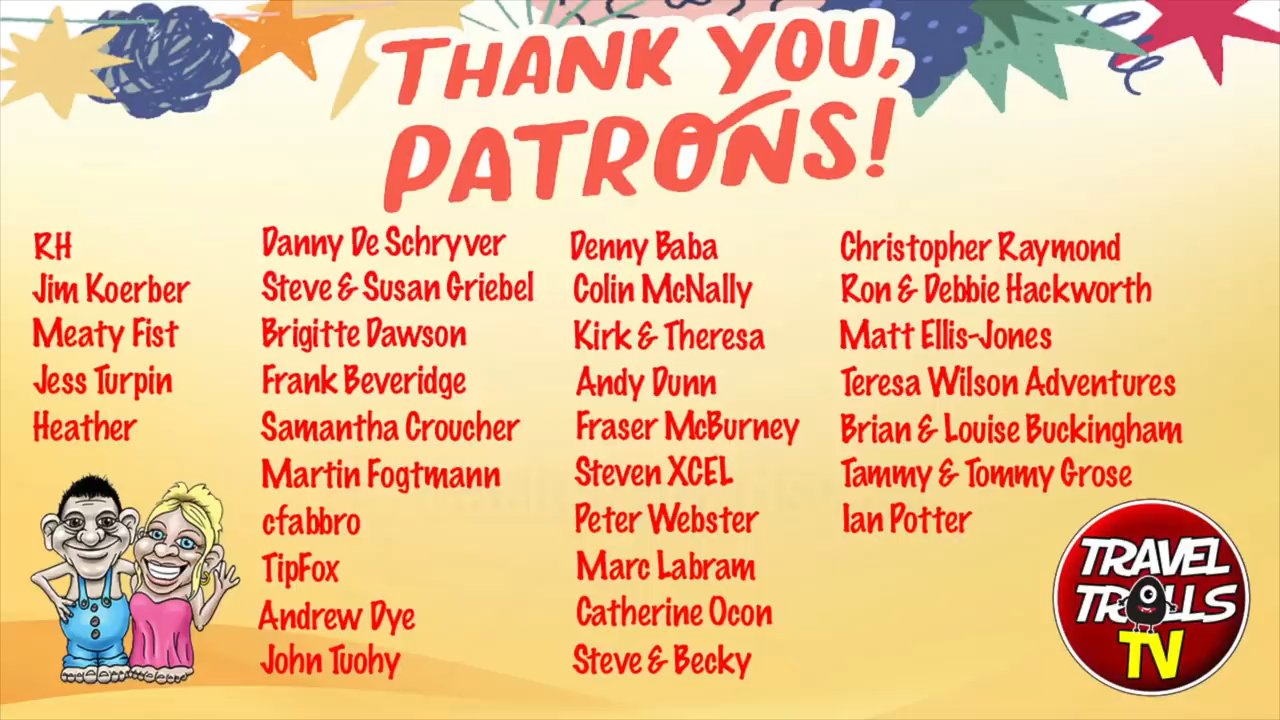 THANK YOU,
PATRONS!
RH
Jim Koerber
Meaty Fist
Jess Turpin
Heather
Danny De Schryver
Steve & Susan Griebel
Brigitte Dawson
Frank Beveridge
Samantha Croucher
Martin Fogtmann
cfabbro
TipFox
Andrew Dye
John Tuohy
Denny Baba
Colin McNally
Kirk & Theresa
Andy Dunn
Fraser McBurney
Steven XCEL
Peter Webster
Marc Labram
Catherine Ocon
Steve & Becky
Christopher Raymond
Ron & Debbie Hackworth
Matt Ellis-Jones
Teresa Wilson Adventures
Brian & Louise Buckingham
Tammy & Tommy Grose
Ian Potter
TRAVEL
TROLLS
TV